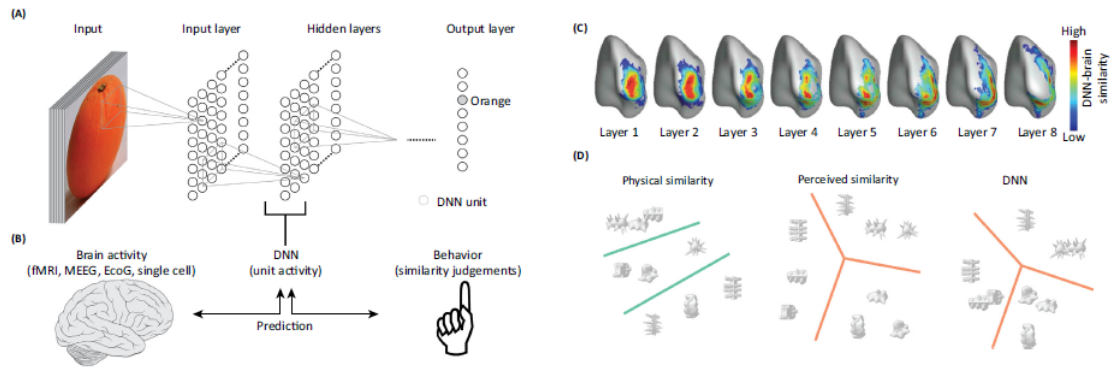 (A)
Input
Input layer
Hidden layers
Output layer
Orange
DNN unit
(B)
Brain activity
(fMRI, MEEG, EcoG, single cell)
DNN
(unit activity)
Behavior
(similarity judgements)
Prediction
(C)
Layer 1
Layer 2
Layer 3
Layer 4
Layer 5
Layer 6
Layer 7
Layer 8
High
DNN-brain
similarity
Low
(D)
Physical similarity
Perceived similarity
DNN